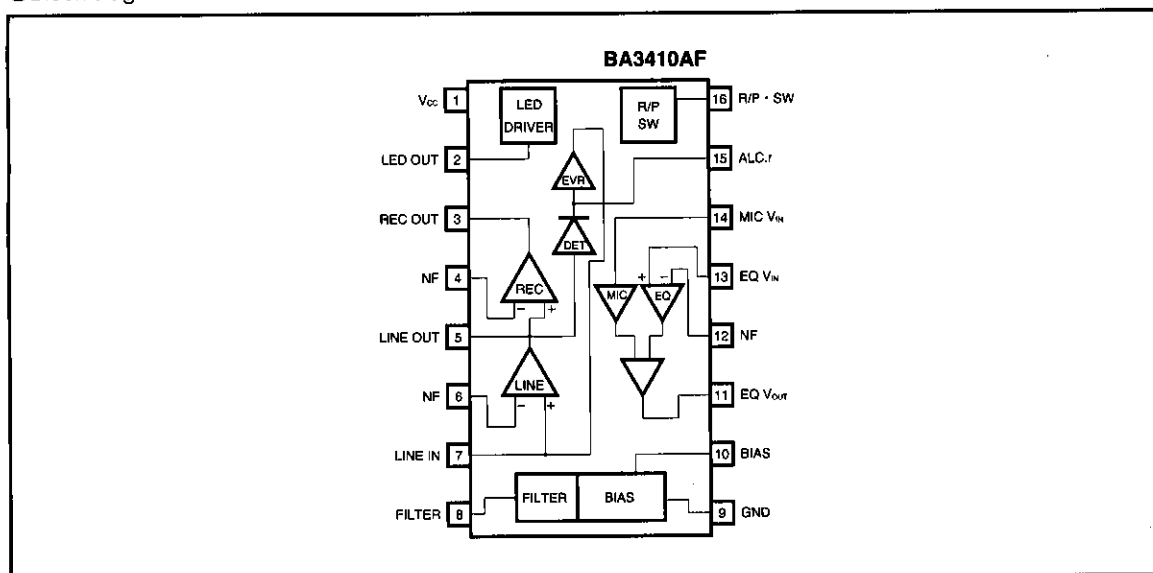 BA3410AF
Vcc 1
LED DRIVER
R/P SW
16 R/P · SW
LED OUT 2
EVR
15 ALC.r
REC OUT 3
DET
14 MIC VIN
NF 4
REC
- +
MIC
+ -
EQ
13 EQ VIN
LINE OUT 5
12 NF
NF 6
LINE
- +
11 EQ VOUT
LINE IN 7
10 BIAS
FILTER 8
FILTER
BIAS
9 GND